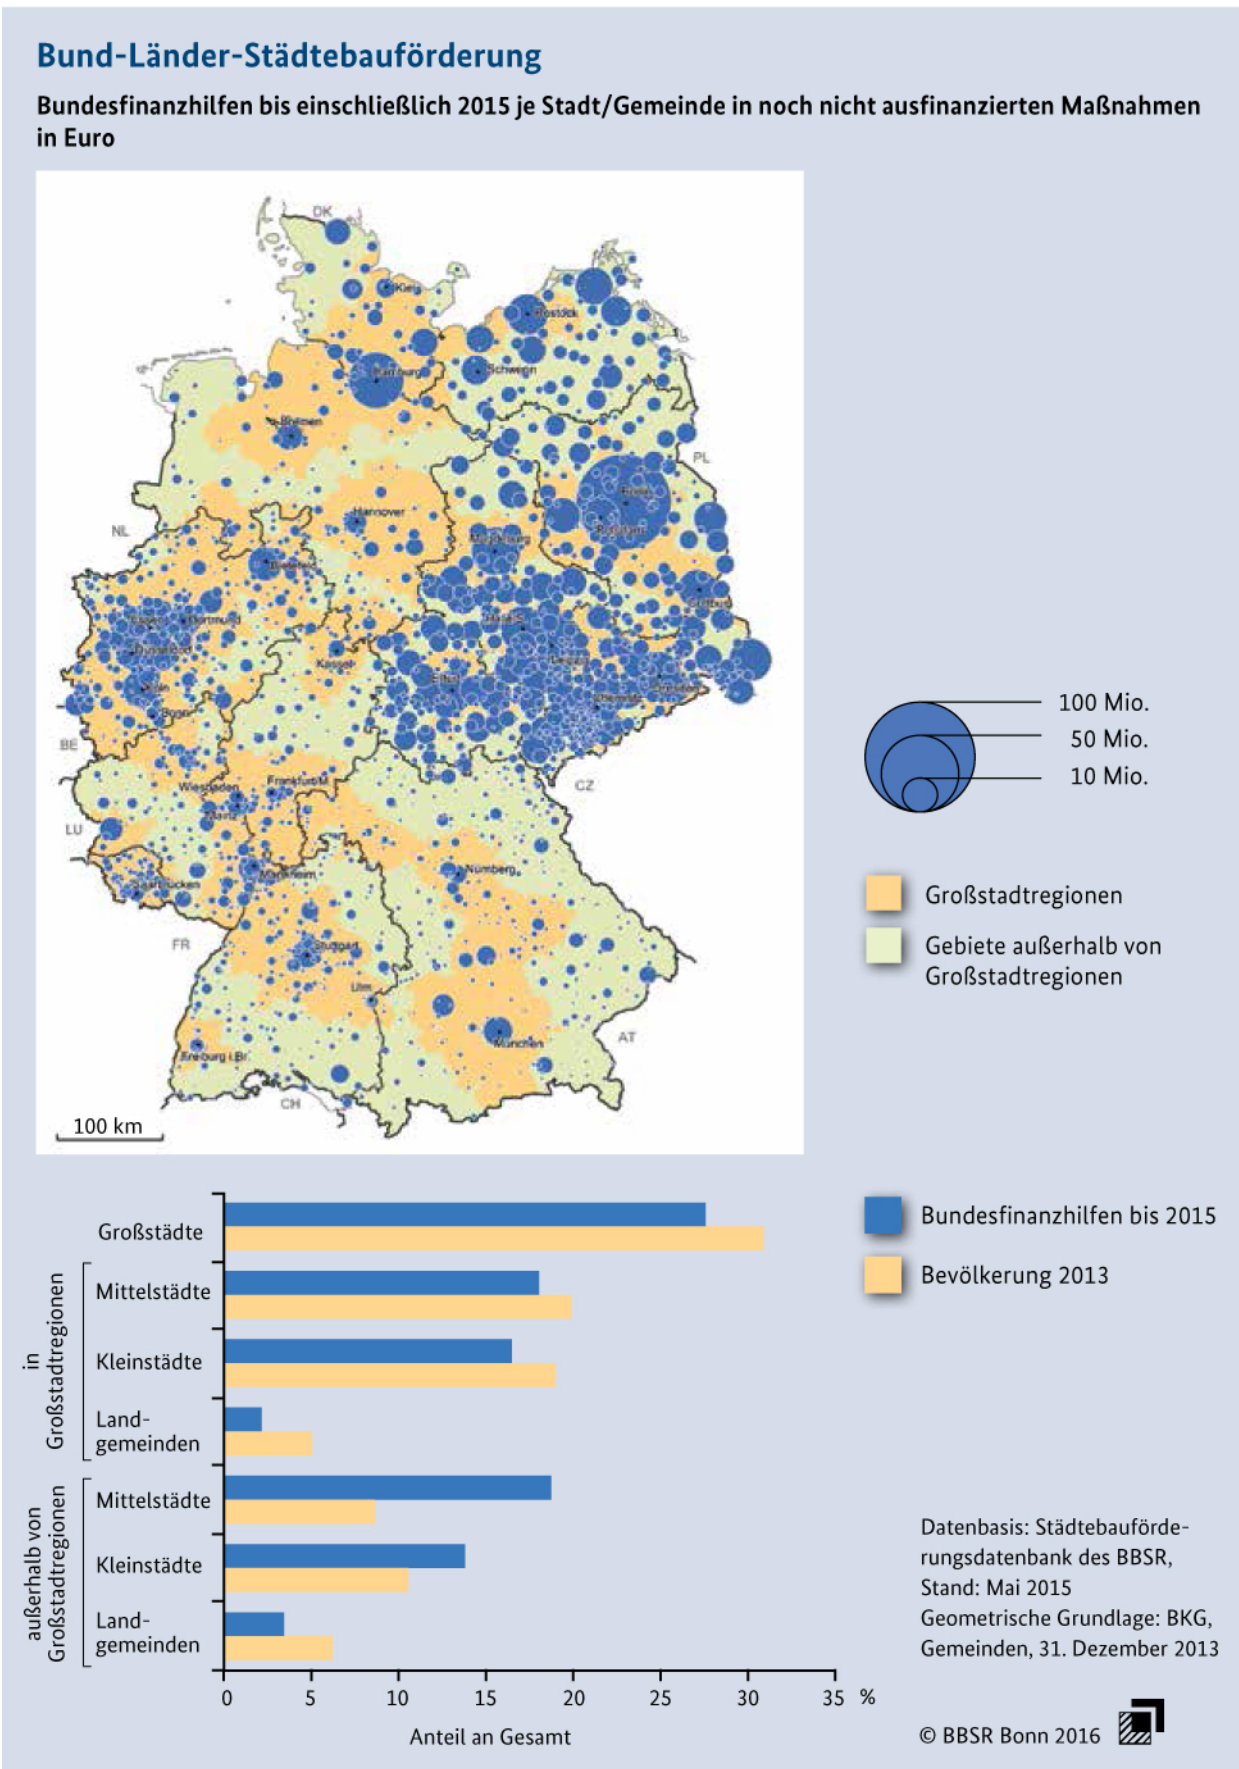 Bund-Länder-Städtebauförderung
Bundesfinanzhilfen bis einschließlich 2015 je Stadt/Gemeinde in noch nicht ausfinanzierten Maßnahmen
in Euro
DK
Kiel
Rostock
Schwerin
Hamburg
Bremen
PL
Berlin
Potsdam
NL
Hannover
Magdeburg
Bielefeld
Cottbus
Essen
Dortmund
Halle/S.
Düsseldorf
Leipzig
Kassel
Erfurt
Köln
Dresden
Chemnitz
Bonn
BE
Wiesbaden
Frankfurt/M.
CZ
Mainz
LU
Mannheim
Nürnberg
Saarbrücken
FR
Stuttgart
Ulm
AT
München
Freiburg i.Br.
CH
100 km
100 Mio.
50 Mio.
10 Mio.
Großstadtregionen
Gebiete außerhalb von
Großstadtregionen
Großstädte
in
Großstadtregionen
Mittelstädte
Kleinstädte
Land-
gemeinden
außerhalb von
Großstadtregionen
Mittelstädte
Kleinstädte
Land-
gemeinden
0 5 10 15 20 25 30 35 %
Anteil an Gesamt
Bundesfinanzhilfen bis 2015
Bevölkerung 2013
Datenbasis: Städtebauförde-
rungsdatenbank des BBSR,
Stand: Mai 2015
Geometrische Grundlage: BKG,
Gemeinden, 31. Dezember 2013
© BBSR Bonn 2016